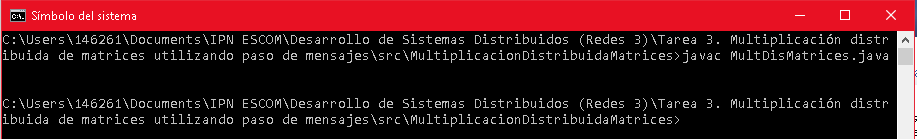 Símbolo del sistema
C:\Users\146261\Documents\IPN ESCOM\Desarrollo de Sistemas Distribuidos (Redes 3)\Tarea 3. Multiplicación distr
ibuida de matrices utilizando paso de mensajes\src\MultiplicacionDistribuidaMatrices>javac MultDisMatrices.java
C:\Users\146261\Documents\IPN ESCOM\Desarrollo de Sistemas Distribuidos (Redes 3)\Tarea 3. Multiplicación distr
ibuida de matrices utilizando paso de mensajes\src\MultiplicacionDistribuidaMatrices>